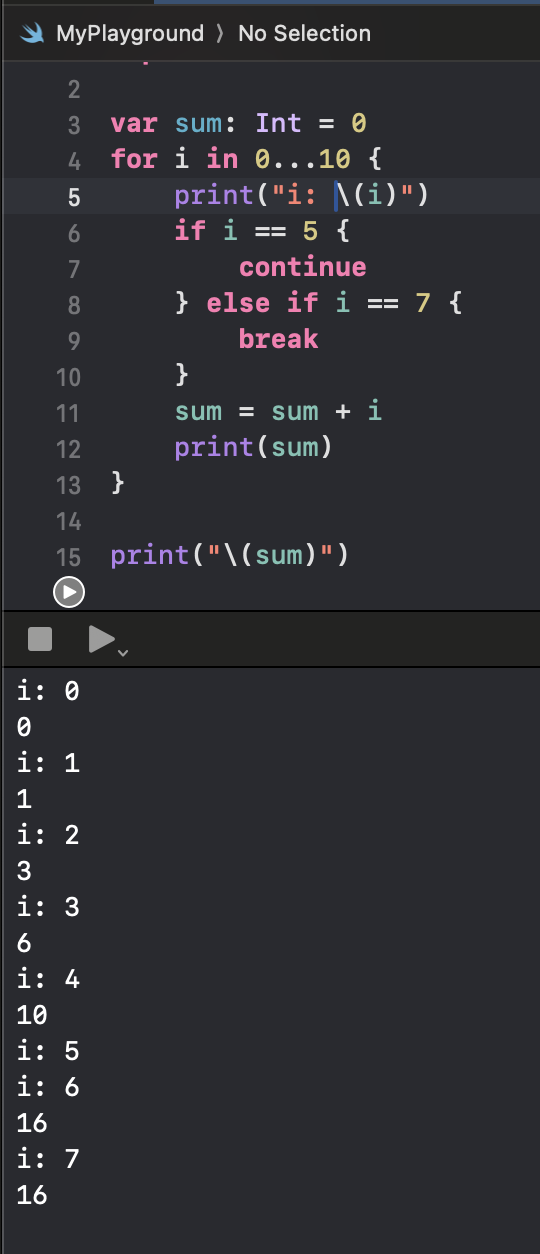 MyPlayground 〉 No Selection
2
3 var sum: Int = 0
4 for i in 0...10 {
5     print("i: \(i)")
6     if i == 5 {
7         continue
8     } else if i == 7 {
9         break
10     }
11     sum = sum + i
12     print(sum)
13 }
14
15 print("\(sum)")
i: 0
0
i: 1
1
i: 2
3
i: 3
6
i: 4
10
i: 5
i: 6
16
i: 7
16